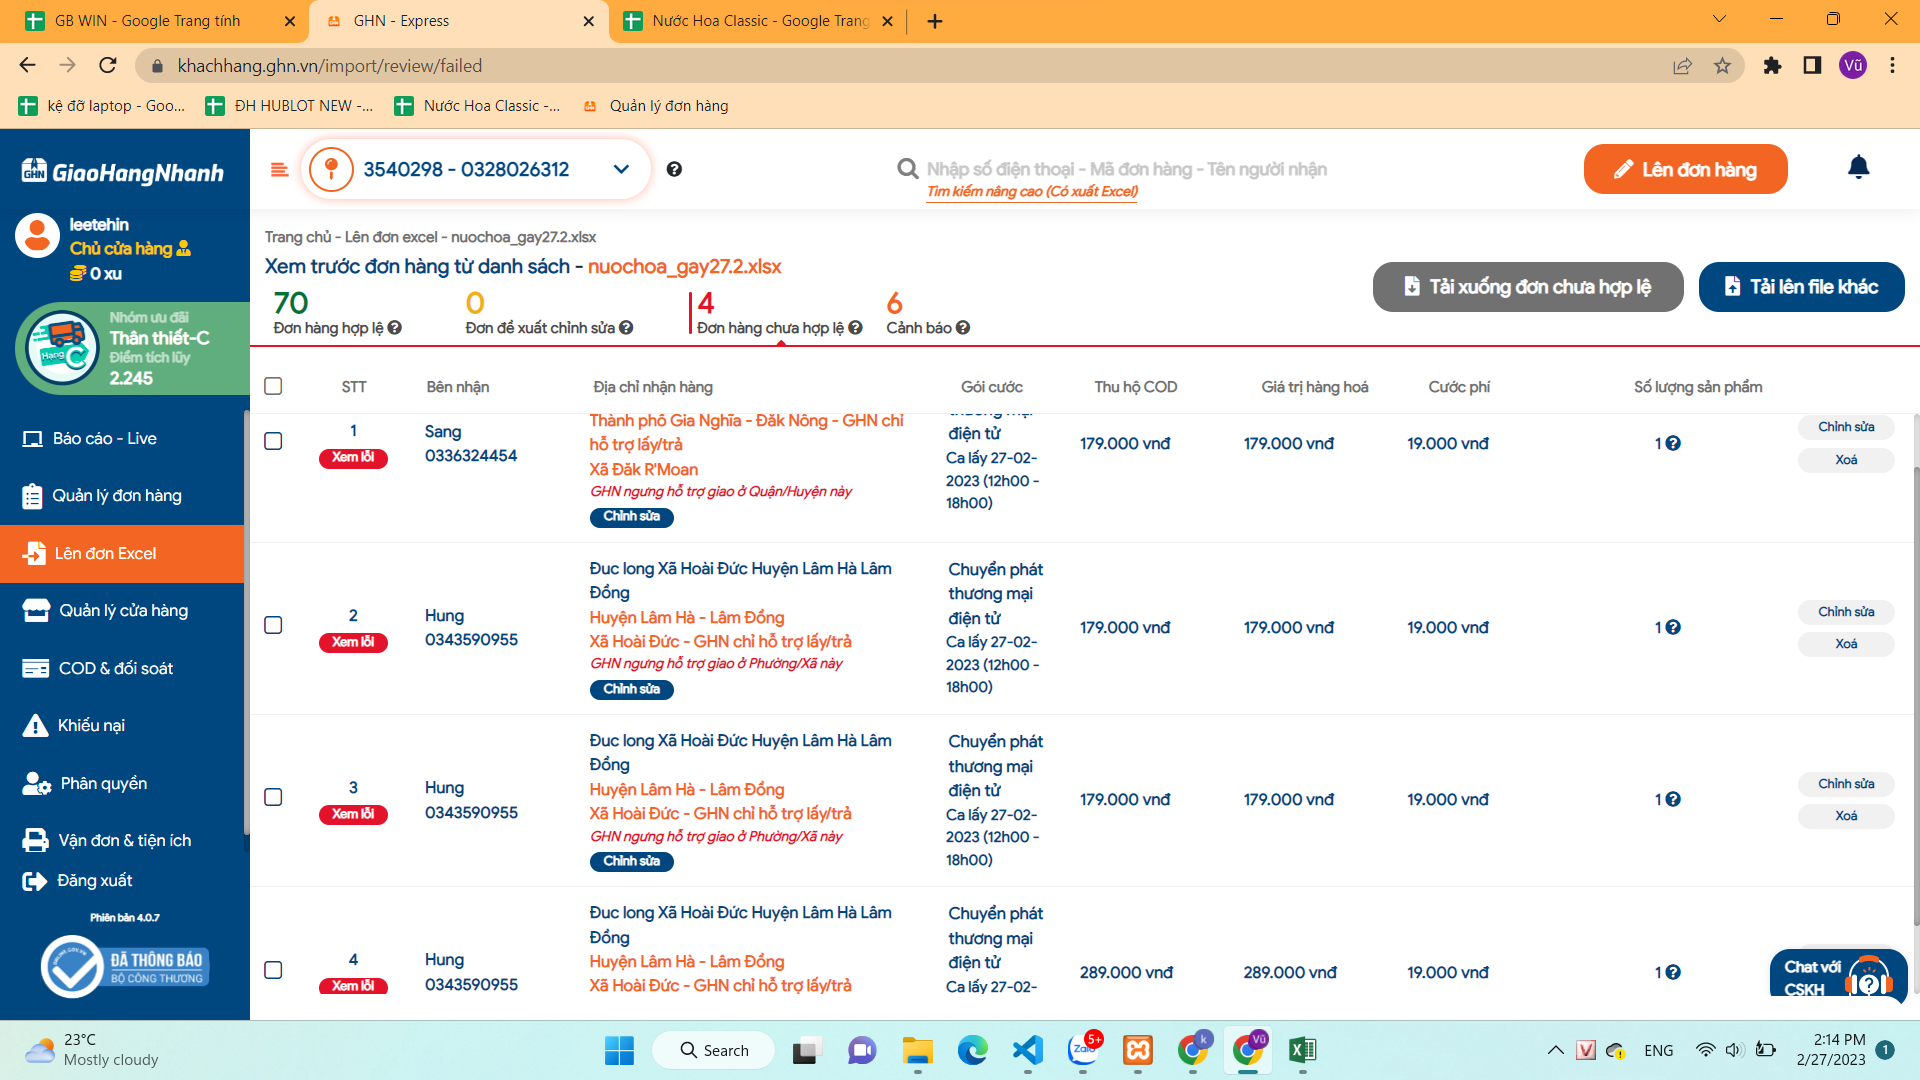 GB WIN - Google Trang tính
GHN - Express
Nước Hoa Classic - Google Trang
khachhang.ghn.vn/import/review/failed
Vũ
kệ đỡ laptop - Goo...
ĐH HUBLOT NEW -...
Nước Hoa Classic -...
Quản lý đơn hàng
GHN
GiaoHangNhanh
3540298 - 0328026312
Nhập số điện thoại - Mã đơn hàng - Tên người nhận
Tìm kiếm nâng cao (Có xuất Excel)
Lên đơn hàng
leetehin
Chủ cửa hàng
0 xu
Nhóm ưu đãi
Thân thiết-C
Điểm tích lũy
2.245
Hạng C
Trang chủ - Lên đơn excel - nuochoa_gay27.2.xlsx
Xem trước đơn hàng từ danh sách - nuochoa_gay27.2.xlsx
Tải xuống đơn chưa hợp lệ
Tải lên file khác
70
Đơn hàng hợp lệ
0
Đơn đề xuất chỉnh sửa
4
Đơn hàng chưa hợp lệ
6
Cảnh báo
STT
Bên nhận
Địa chỉ nhận hàng
Gói cước
Thu hộ COD
Giá trị hàng hoá
Cước phí
Số lượng sản phẩm
Báo cáo - Live
Quản lý đơn hàng
Lên đơn Excel
Quản lý cửa hàng
COD & đối soát
Khiếu nại
Phân quyền
Vận đơn & tiện ích
Đăng xuất
Phiên bản 4.0.7
ĐÃ THÔNG BÁO
BỘ CÔNG THƯƠNG
1
Xem lỗi
Sang
0336324454
Thành phố Gia Nghĩa - Đăk Nông - GHN chỉ
hỗ trợ lấy/trả
Xã Đăk R'Moan
GHN ngưng hỗ trợ giao ở Quận/Huyện này
Chỉnh sửa
thương mại
điện tử
Ca lấy 27-02-
2023 (12h00 -
18h00)
179.000 vnđ
179.000 vnđ
19.000 vnđ
1
Chỉnh sửa
Xoá
2
Xem lỗi
Hung
0343590955
Đuc long Xã Hoài Đức Huyện Lâm Hà Lâm
Đồng
Huyện Lâm Hà - Lâm Đồng
Xã Hoài Đức - GHN chỉ hỗ trợ lấy/trả
GHN ngưng hỗ trợ giao ở Phường/Xã này
Chỉnh sửa
Chuyển phát
thương mại
điện tử
Ca lấy 27-02-
2023 (12h00 -
18h00)
179.000 vnđ
179.000 vnđ
19.000 vnđ
1
Chỉnh sửa
Xoá
3
Xem lỗi
Hung
0343590955
Đuc long Xã Hoài Đức Huyện Lâm Hà Lâm
Đồng
Huyện Lâm Hà - Lâm Đồng
Xã Hoài Đức - GHN chỉ hỗ trợ lấy/trả
GHN ngưng hỗ trợ giao ở Phường/Xã này
Chỉnh sửa
Chuyển phát
thương mại
điện tử
Ca lấy 27-02-
2023 (12h00 -
18h00)
179.000 vnđ
179.000 vnđ
19.000 vnđ
1
Chỉnh sửa
Xoá
4
Xem lỗi
Hung
0343590955
Đuc long Xã Hoài Đức Huyện Lâm Hà Lâm
Đồng
Huyện Lâm Hà - Lâm Đồng
Xã Hoài Đức - GHN chỉ hỗ trợ lấy/trả
Chuyển phát
thương mại
điện tử
Ca lấy 27-02-
289.000 vnđ
289.000 vnđ
19.000 vnđ
1
Chat với
CSKH
23°C
Mostly cloudy
Search
Zalo
5+
k
Vũ
ENG
2:14 PM
2/27/2023
1